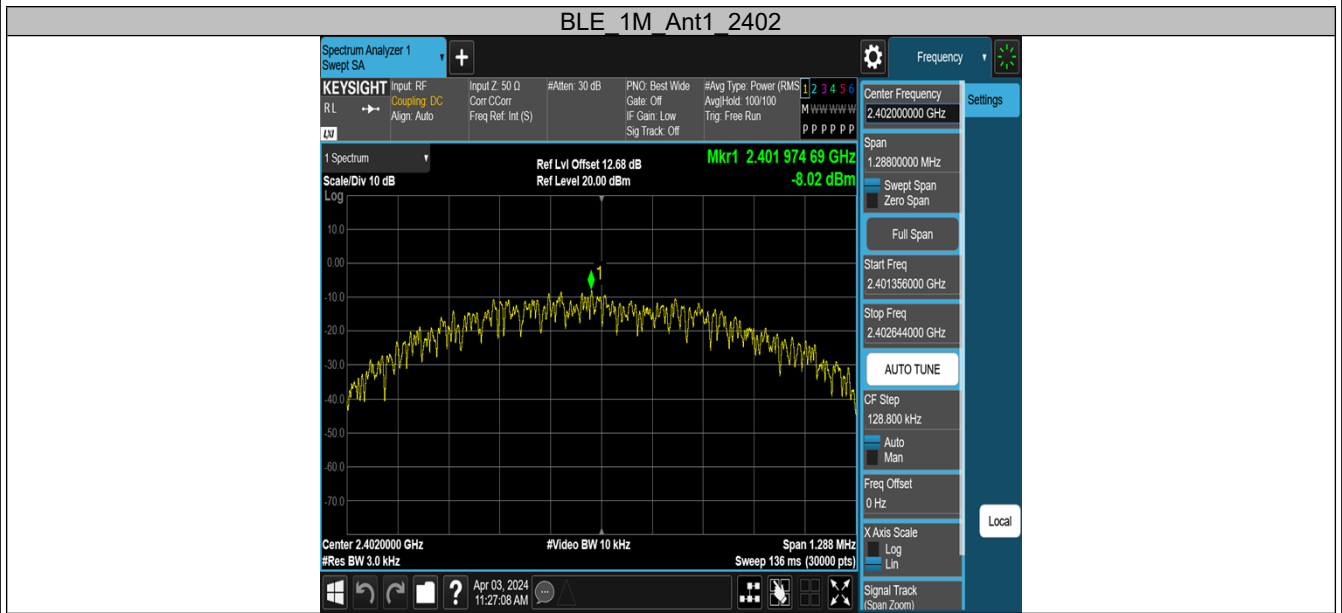 BLE_1M_Ant1_2402
Spectrum Analyzer 1
Swept SA
+
Frequency
KEYSIGHT
RL
LXI
Input: RF
Coupling: DC
Align: Auto
Input Z: 50 Ω
Corr CCorr
Freq Ref: Int (S)
#Atten: 30 dB
PNO: Best Wide
Gate: Off
IF Gain: Low
Sig Track: Off
#Avg Type: Power (RMS
Avg|Hold: 100/100
Trig: Free Run
1 2 3 4 5 6
M W W W W W
P P P P P P
1 Spectrum
Scale/Div 10 dB
Ref Lvl Offset 12.68 dB
Ref Level 20.00 dBm
Mkr1 2.401 974 69 GHz
-8.02 dBm
Log
10.0
0.00
-10.0
-20.0
-30.0
-40.0
-50.0
-60.0
-70.0
1
Center 2.4020000 GHz
#Res BW 3.0 kHz
#Video BW 10 kHz
Span 1.288 MHz
Sweep 136 ms (30000 pts)
Center Frequency
2.402000000 GHz
Settings
Span
1.28800000 MHz
Swept Span
Zero Span
Full Span
Start Freq
2.401356000 GHz
Stop Freq
2.402644000 GHz
AUTO TUNE
CF Step
128.800 kHz
Auto
Man
Freq Offset
0 Hz
X Axis Scale
Log
Lin
Local
Signal Track
(Span Zoom)
?
Apr 03, 2024
11:27:08 AM